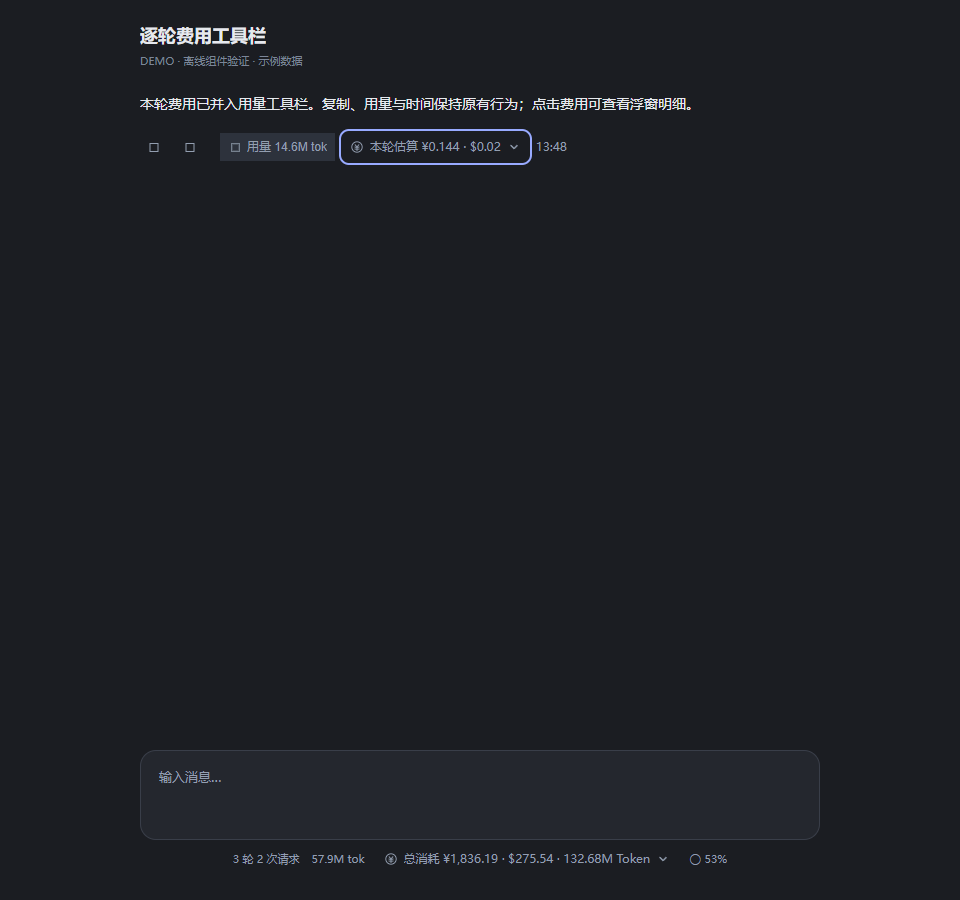 逐轮费用工具栏
DEMO · 离线组件验证 · 示例数据
本轮费用已并入用量工具栏。复制、用量与时间保持原有行为；点击费用可查看浮窗明细。
用量 14.6M tok 本轮估算 ¥0.144 · $0.02 13:48
输入消息...
3 轮 2 次请求 57.9M tok 总消耗 ¥1,836.19 · $275.54 · 132.68M Token 53%